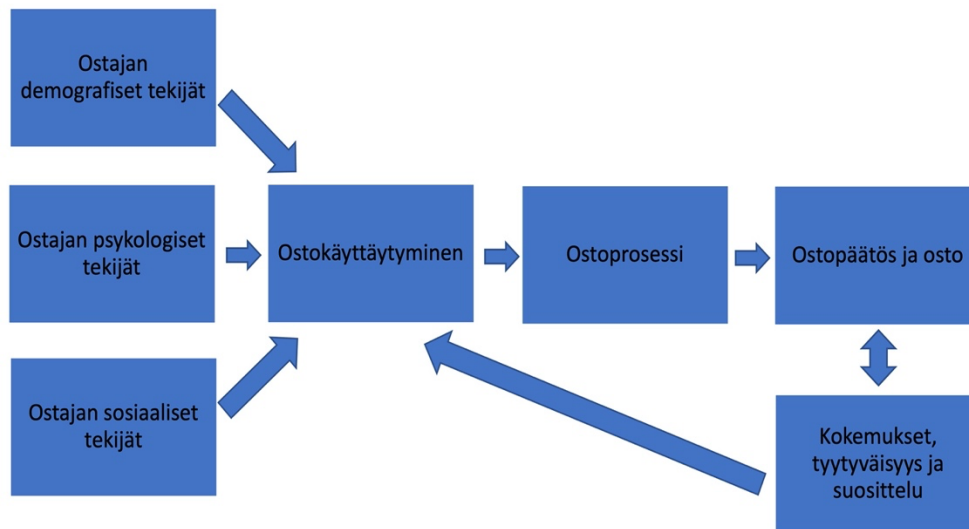 Ostajan
demografiset tekijät
Ostajan psykologiset
tekijät
Ostokäyttäytyminen
Ostoprosessi
Ostopäätös ja osto
Ostajan sosiaaliset
tekijät
Kokemukset,
tyytyväisyys ja
suosittelu